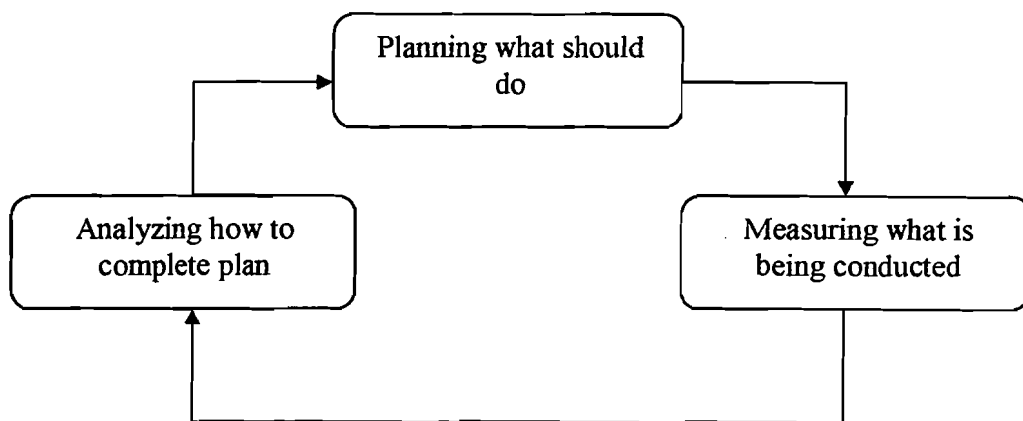 Planning what should
do
Analyzing how to
complete plan
Measuring what is
being conducted